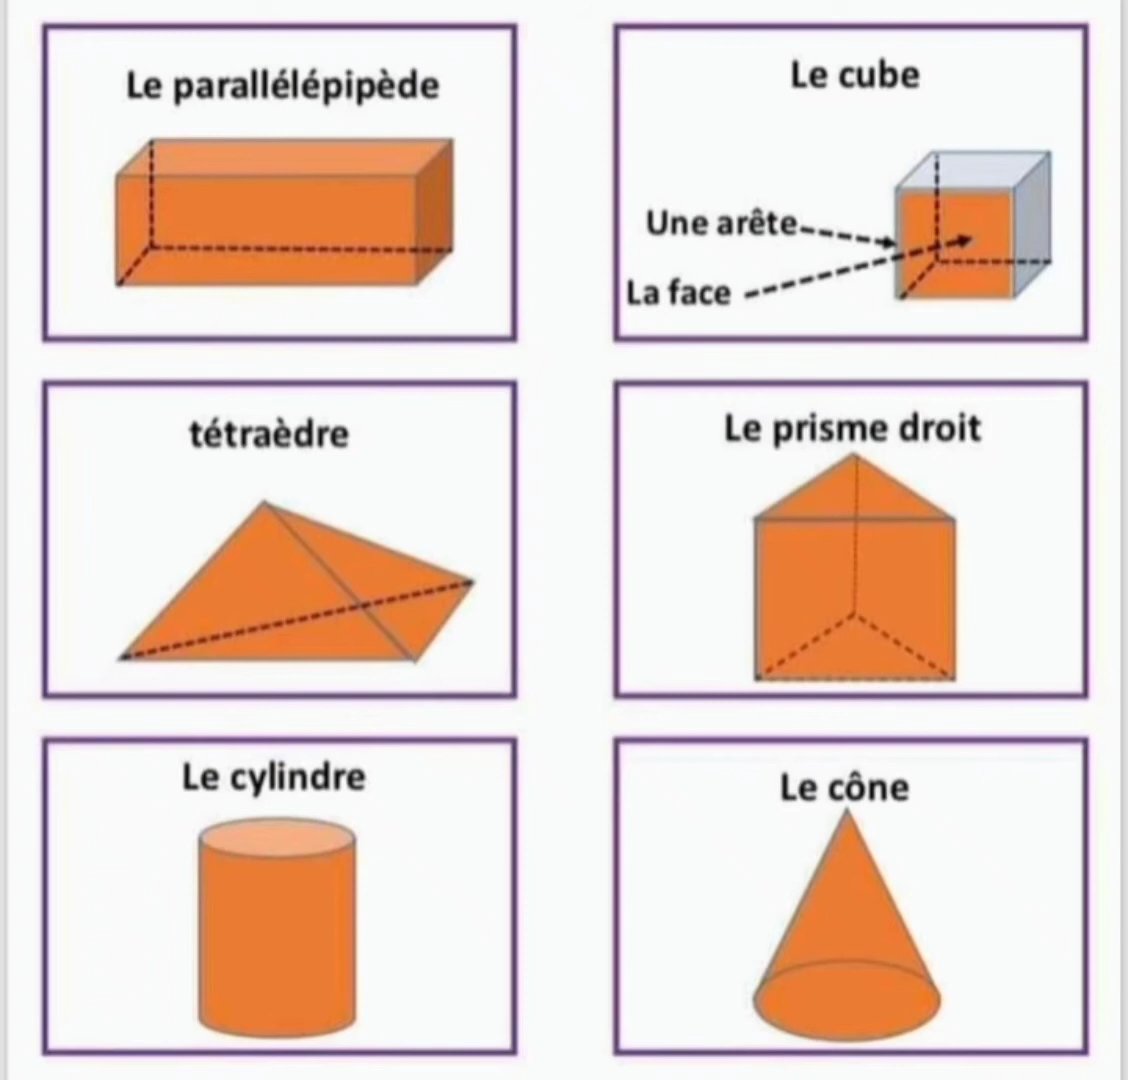 Le parallélépipède
Le cube
Une arête
La face
tétraèdre
Le prisme droit
Le cylindre
Le cône